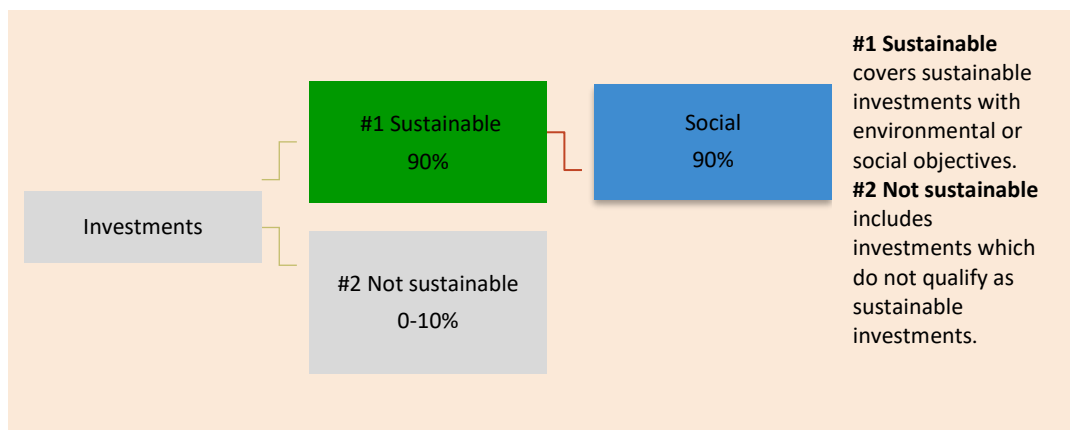 Investments
#1 Sustainable
90%
#2 Not sustainable
0-10%
Social
90%
#1 Sustainable
covers sustainable
investments with
environmental or
social objectives.
#2 Not sustainable
includes
investments which
do not qualify as
sustainable
investments.